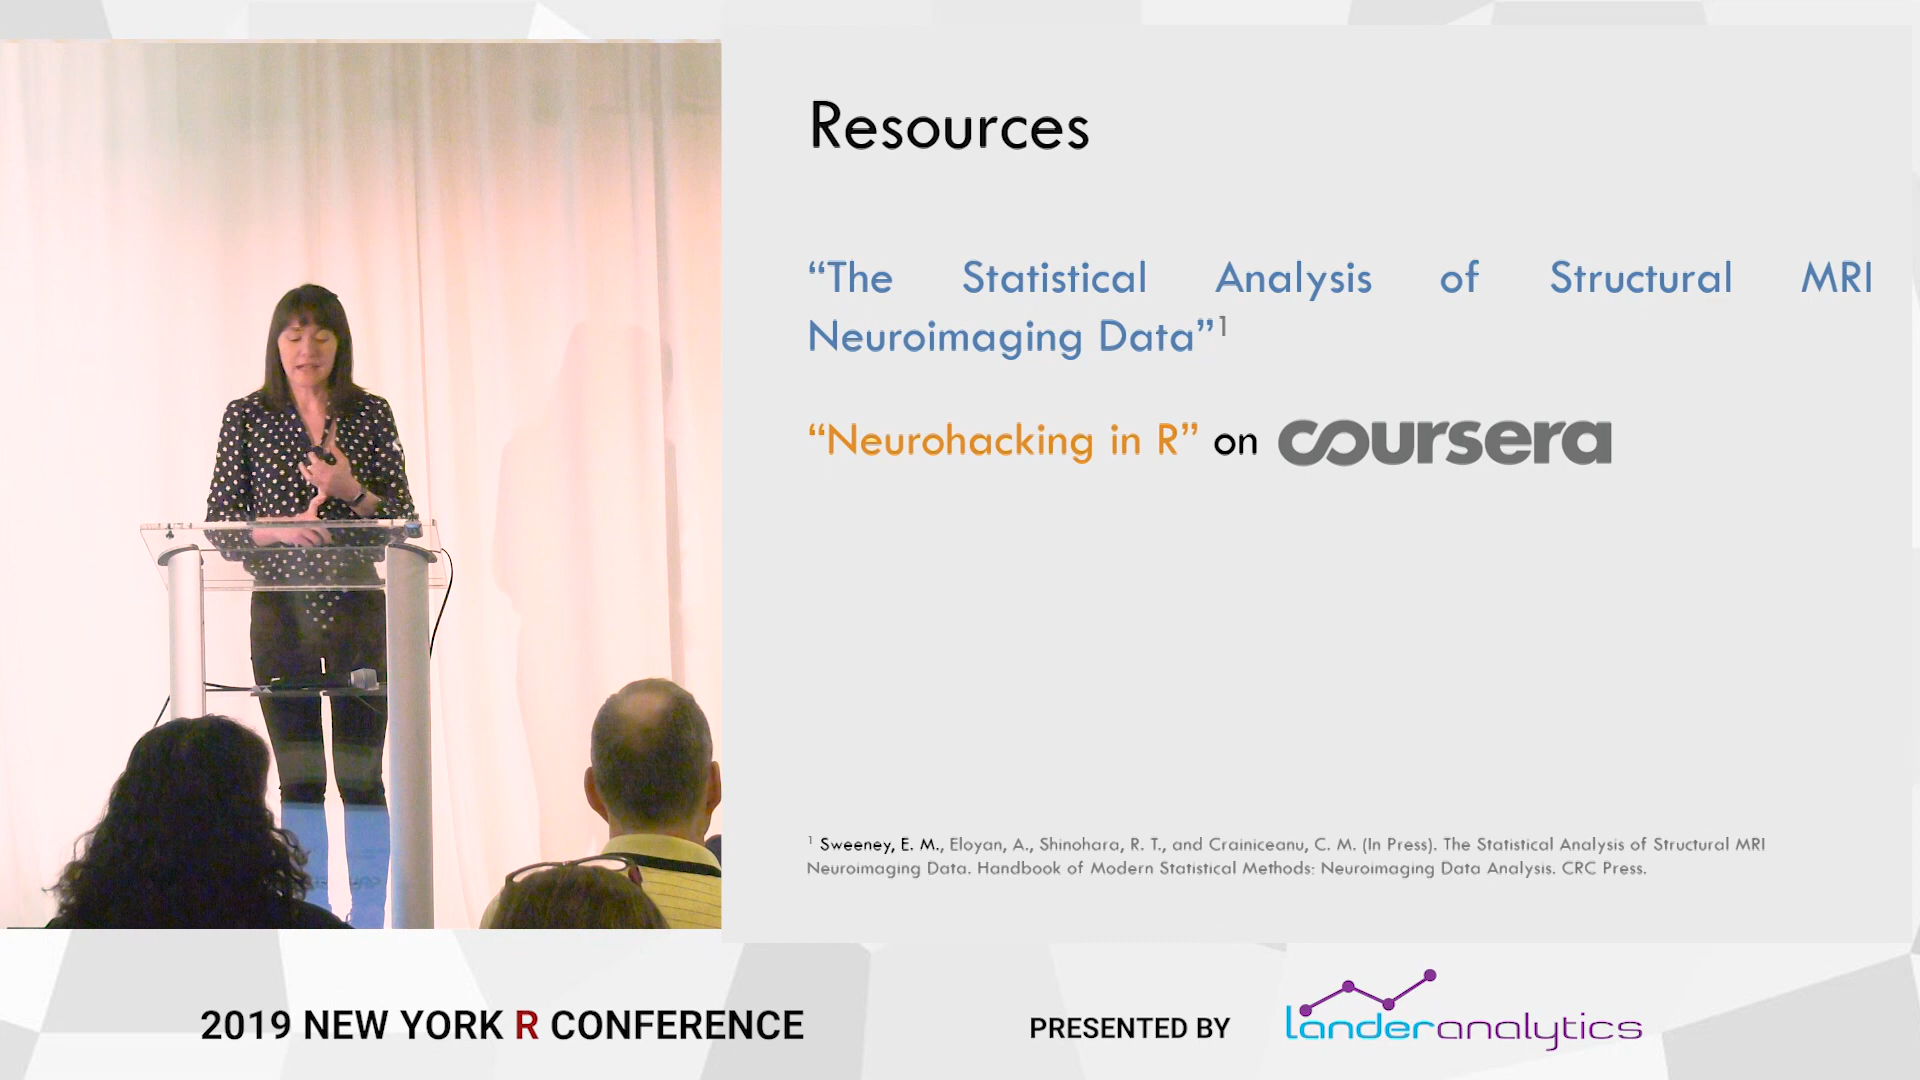 Resources
“The Statistical Analysis of Structural MRI
Neuroimaging Data”1
“Neurohacking in R” on coursera
1 Sweeney, E. M., Eloyan, A., Shinohara, R. T., and Crainiceanu, C. M. (In Press). The Statistical Analysis of Structural MRI
Neuroimaging Data. Handbook of Modern Statistical Methods: Neuroimaging Data Analysis. CRC Press.
2019 NEW YORK R CONFERENCE
PRESENTED BY
landeranalytics